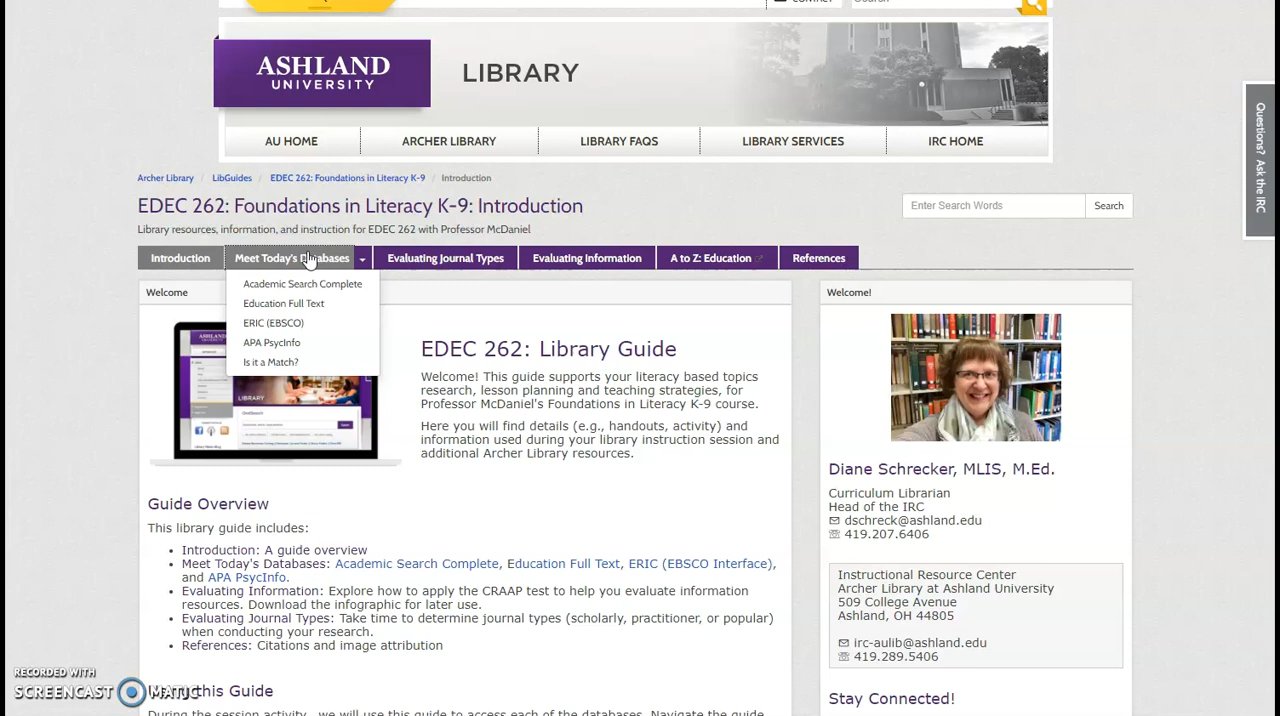 CONTACT
Search
ASHLAND
UNIVERSITY
LIBRARY
AU HOME
ARCHER LIBRARY
LIBRARY FAQS
LIBRARY SERVICES
IRC HOME
Questions? Ask the IRC
Archer Library / LibGuides / EDEC 262: Foundations in Literacy K-9 / Introduction
EDEC 262: Foundations in Literacy K-9: Introduction
Enter Search Words
Search
Library resources, information, and instruction for EDEC 262 with Professor McDaniel
Introduction
Meet Today's Databases
Evaluating Journal Types
Evaluating Information
A to Z: Education
References
Academic Search Complete
Education Full Text
ERIC (EBSCO)
APA PsycInfo
Is it a Match?
Welcome
EDEC 262: Library Guide
Welcome! This guide supports your literacy based topics
research, lesson planning and teaching strategies, for
Professor McDaniel's Foundations in Literacy K-9 course.
Here you will find details (e.g., handouts, activity) and
information used during your library instruction session and
additional Archer Library resources.
Guide Overview
This library guide includes:
• Introduction: A guide overview
• Meet Today's Databases: Academic Search Complete, Education Full Text, ERIC (EBSCO Interface),
and APA PsycInfo.
• Evaluating Information: Explore how to apply the CRAAP test to help you evaluate information
resources. Download the infographic for later use.
• Evaluating Journal Types: Take time to determine journal types (scholarly, practitioner, or popular)
when conducting your research.
• References: Citations and image attribution
this Guide
Welcome!
Diane Schrecker, MLIS, M.Ed.
Curriculum Librarian
Head of the IRC
dschreck@ashland.edu
419.207.6406
Instructional Resource Center
Archer Library at Ashland University
509 College Avenue
Ashland, OH 44805
irc-aulib@ashland.edu
419.289.5406
Stay Connected!
RECORDED WITH
SCREENCAST MATIC